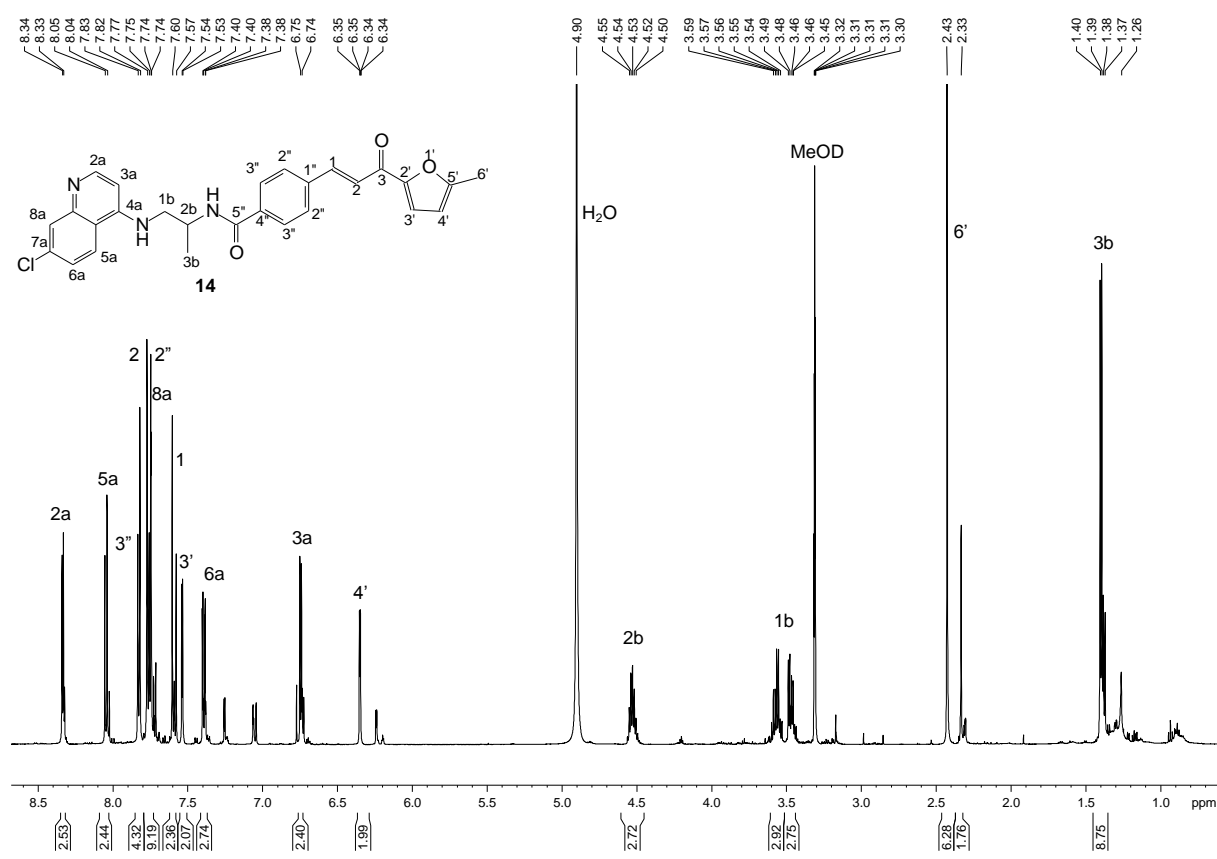 8.34 8.33 8.05 8.04 7.83 7.82 7.77 7.75 7.74 7.74 7.60 7.57 7.54 7.53 7.40 7.40 7.38 7.38 6.75 6.74 6.35 6.35 6.34 6.34 4.90 4.55 4.54 4.53 4.52 4.50 3.59 3.57 3.56 3.55 3.54 3.49 3.48 3.46 3.46 3.45 3.32 3.31 3.31 3.31 3.30 2.43 2.33 1.40 1.39 1.38 1.37 1.26
O
2a 3a 3" 2" 1" 1 2 3 2' O 1' 5' 6'
N 4a 1b H N 5" 4" 2" 3' 4'
8a 2b 3"
7a N H O
5a 3b
Cl 6a
14
MeOD
H2O
6'
3b
2 2"
8a
1
5a
2a
3"
3'
6a
3a
4'
1b
2b
8.5 8.0 7.5 7.0 6.5 6.0 5.5 5.0 4.5 4.0 3.5 3.0 2.5 2.0 1.5 1.0 ppm
2.53 2.44 4.32 9.19 2.36 2.07 2.74 2.40 1.99 2.72 2.92 2.75 6.28 1.76 8.75